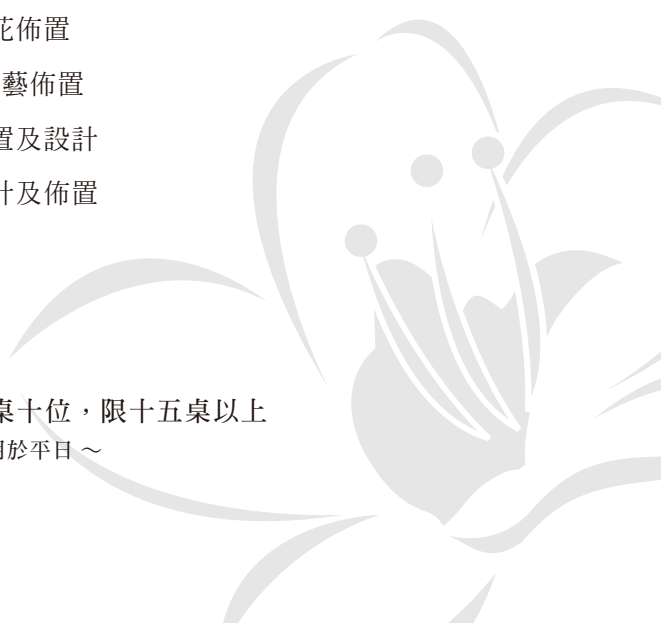 花佈置
藝佈置
置及設計
計及佈置
桌十位，限十五桌以上
用於平日～